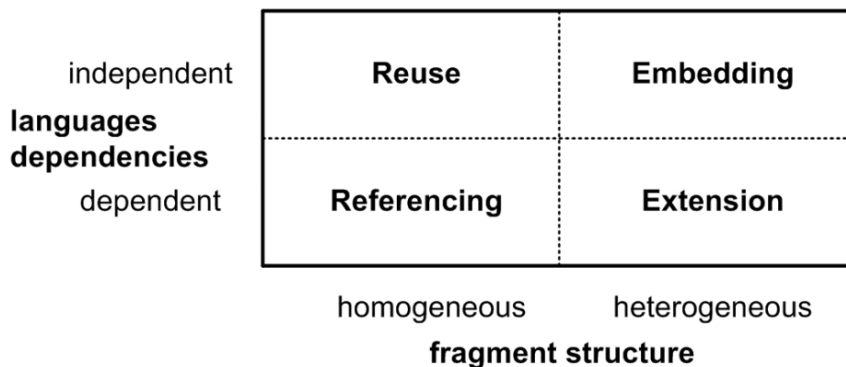 independent Reuse Embedding
languages
dependencies
dependent Referencing Extension
homogeneous heterogeneous
fragment structure